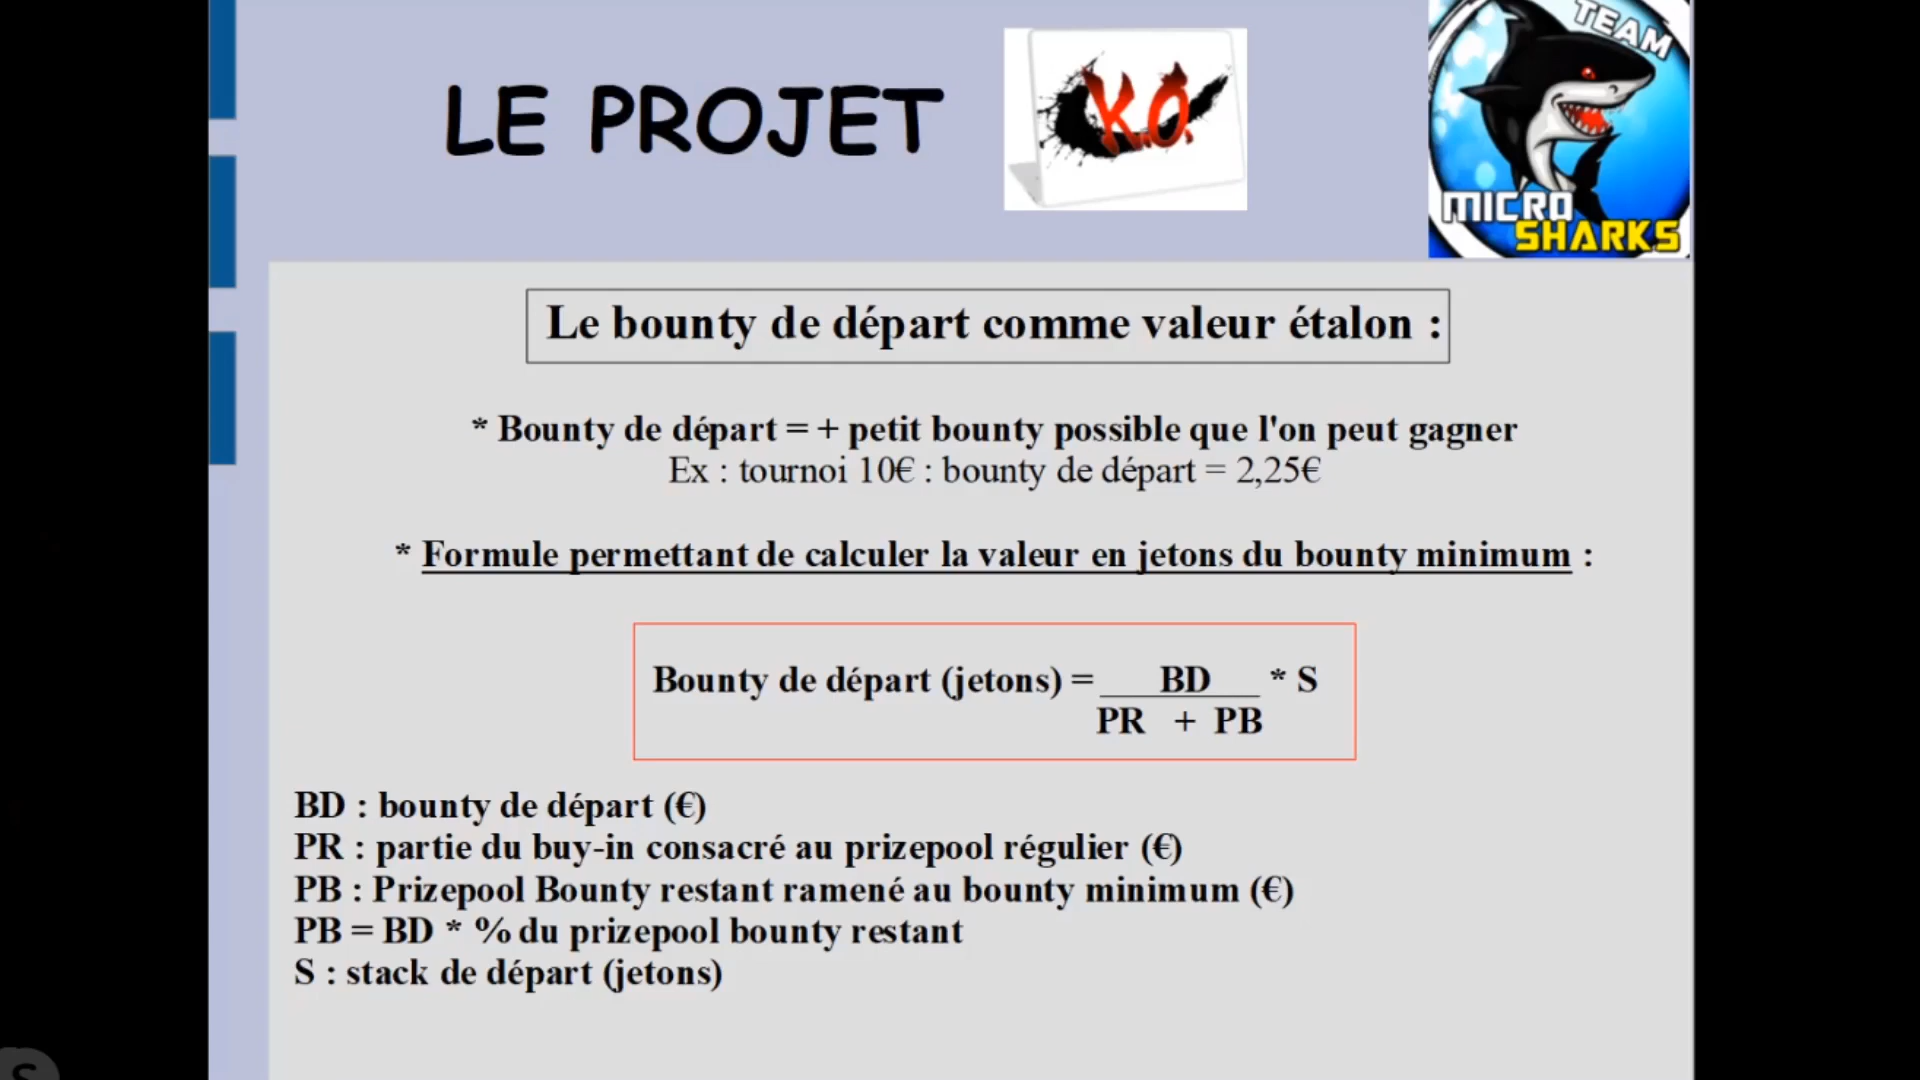 LE PROJET
K.O.
TEAM
MICRO
SHARKS
Le bounty de départ comme valeur étalon :
* Bounty de départ = + petit bounty possible que l'on peut gagner
Ex : tournoi 10€ : bounty de départ = 2,25€
* Formule permettant de calculer la valeur en jetons du bounty minimum :
Bounty de départ (jetons) = BD * S
PR + PB
BD : bounty de départ (€)
PR : partie du buy-in consacré au prizepool régulier (€)
PB : Prizepool Bounty restant ramené au bounty minimum (€)
PB = BD * % du prizepool bounty restant
S : stack de départ (jetons)
S